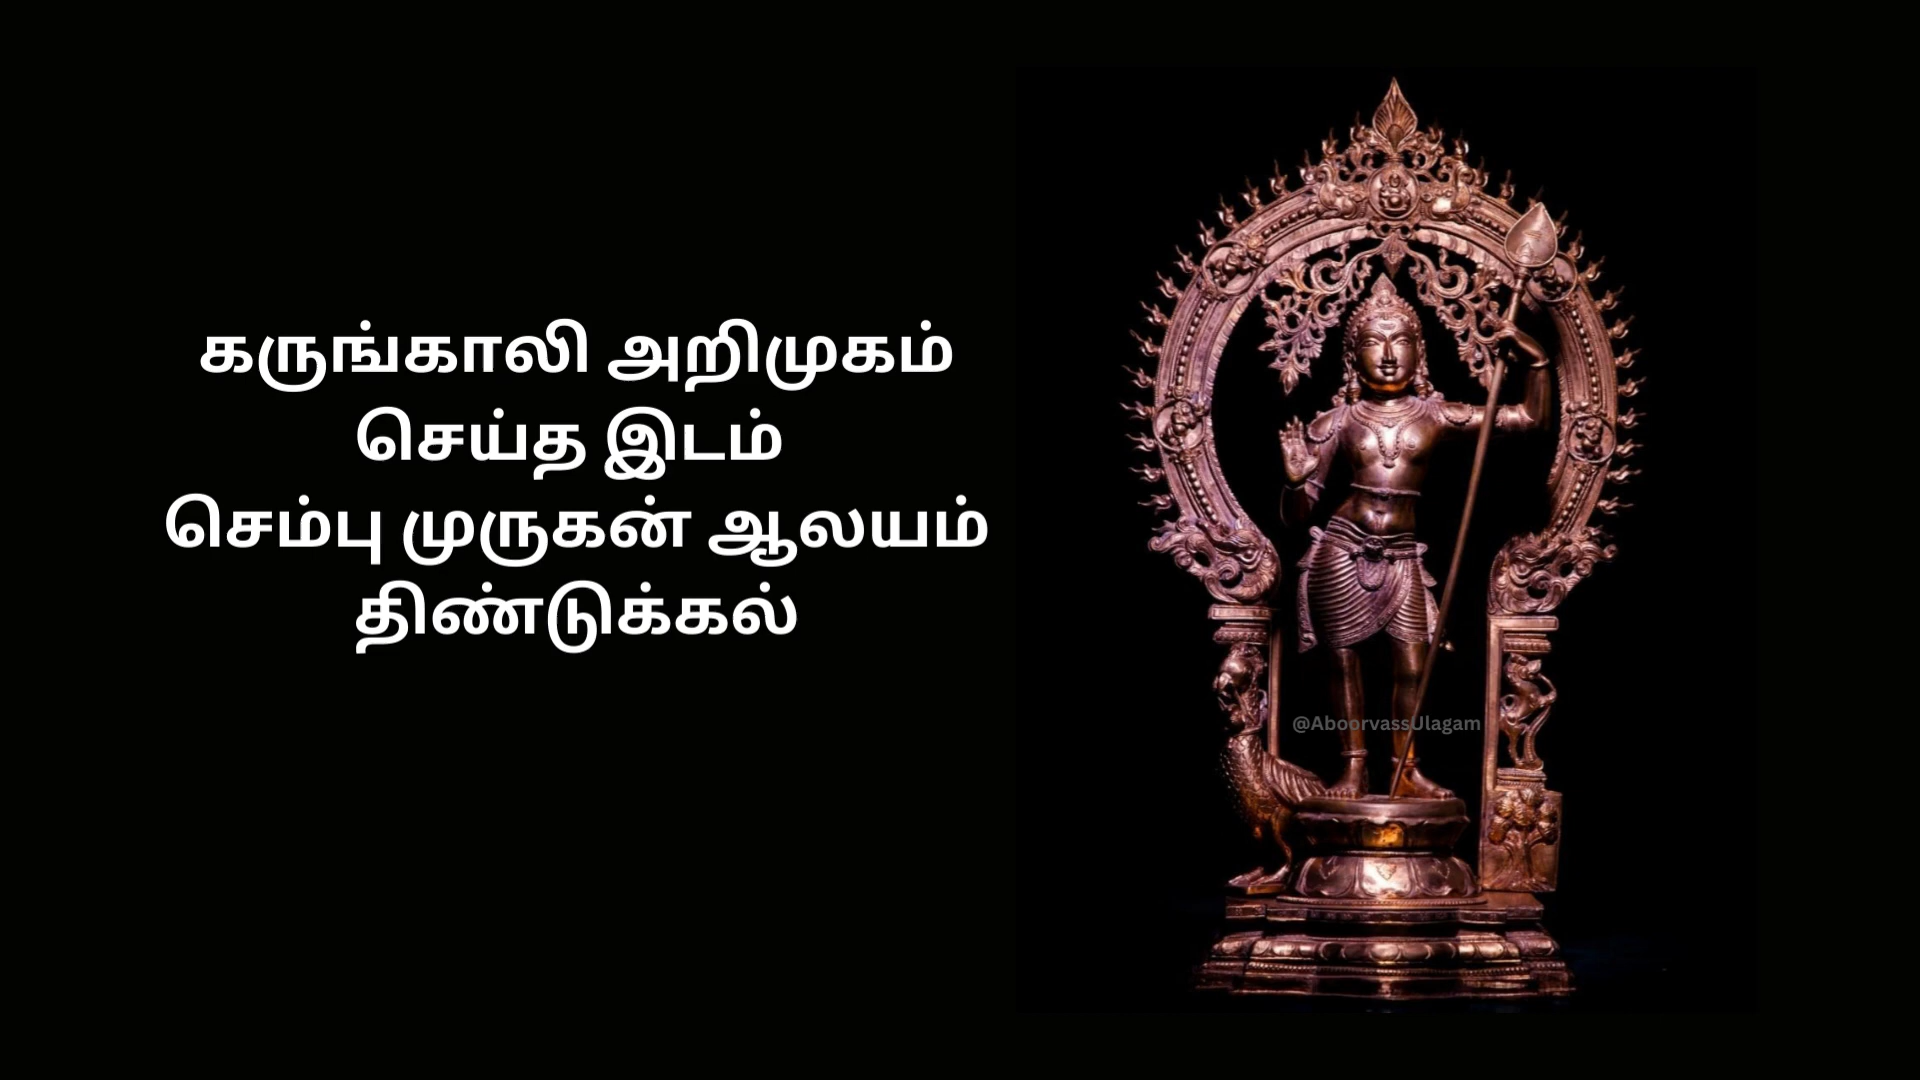 கருங்காலி அறிமுகம்
செய்த இடம்
செம்பு முருகன் ஆலயம்
திண்டுக்கல்
@AboorvassUlagam